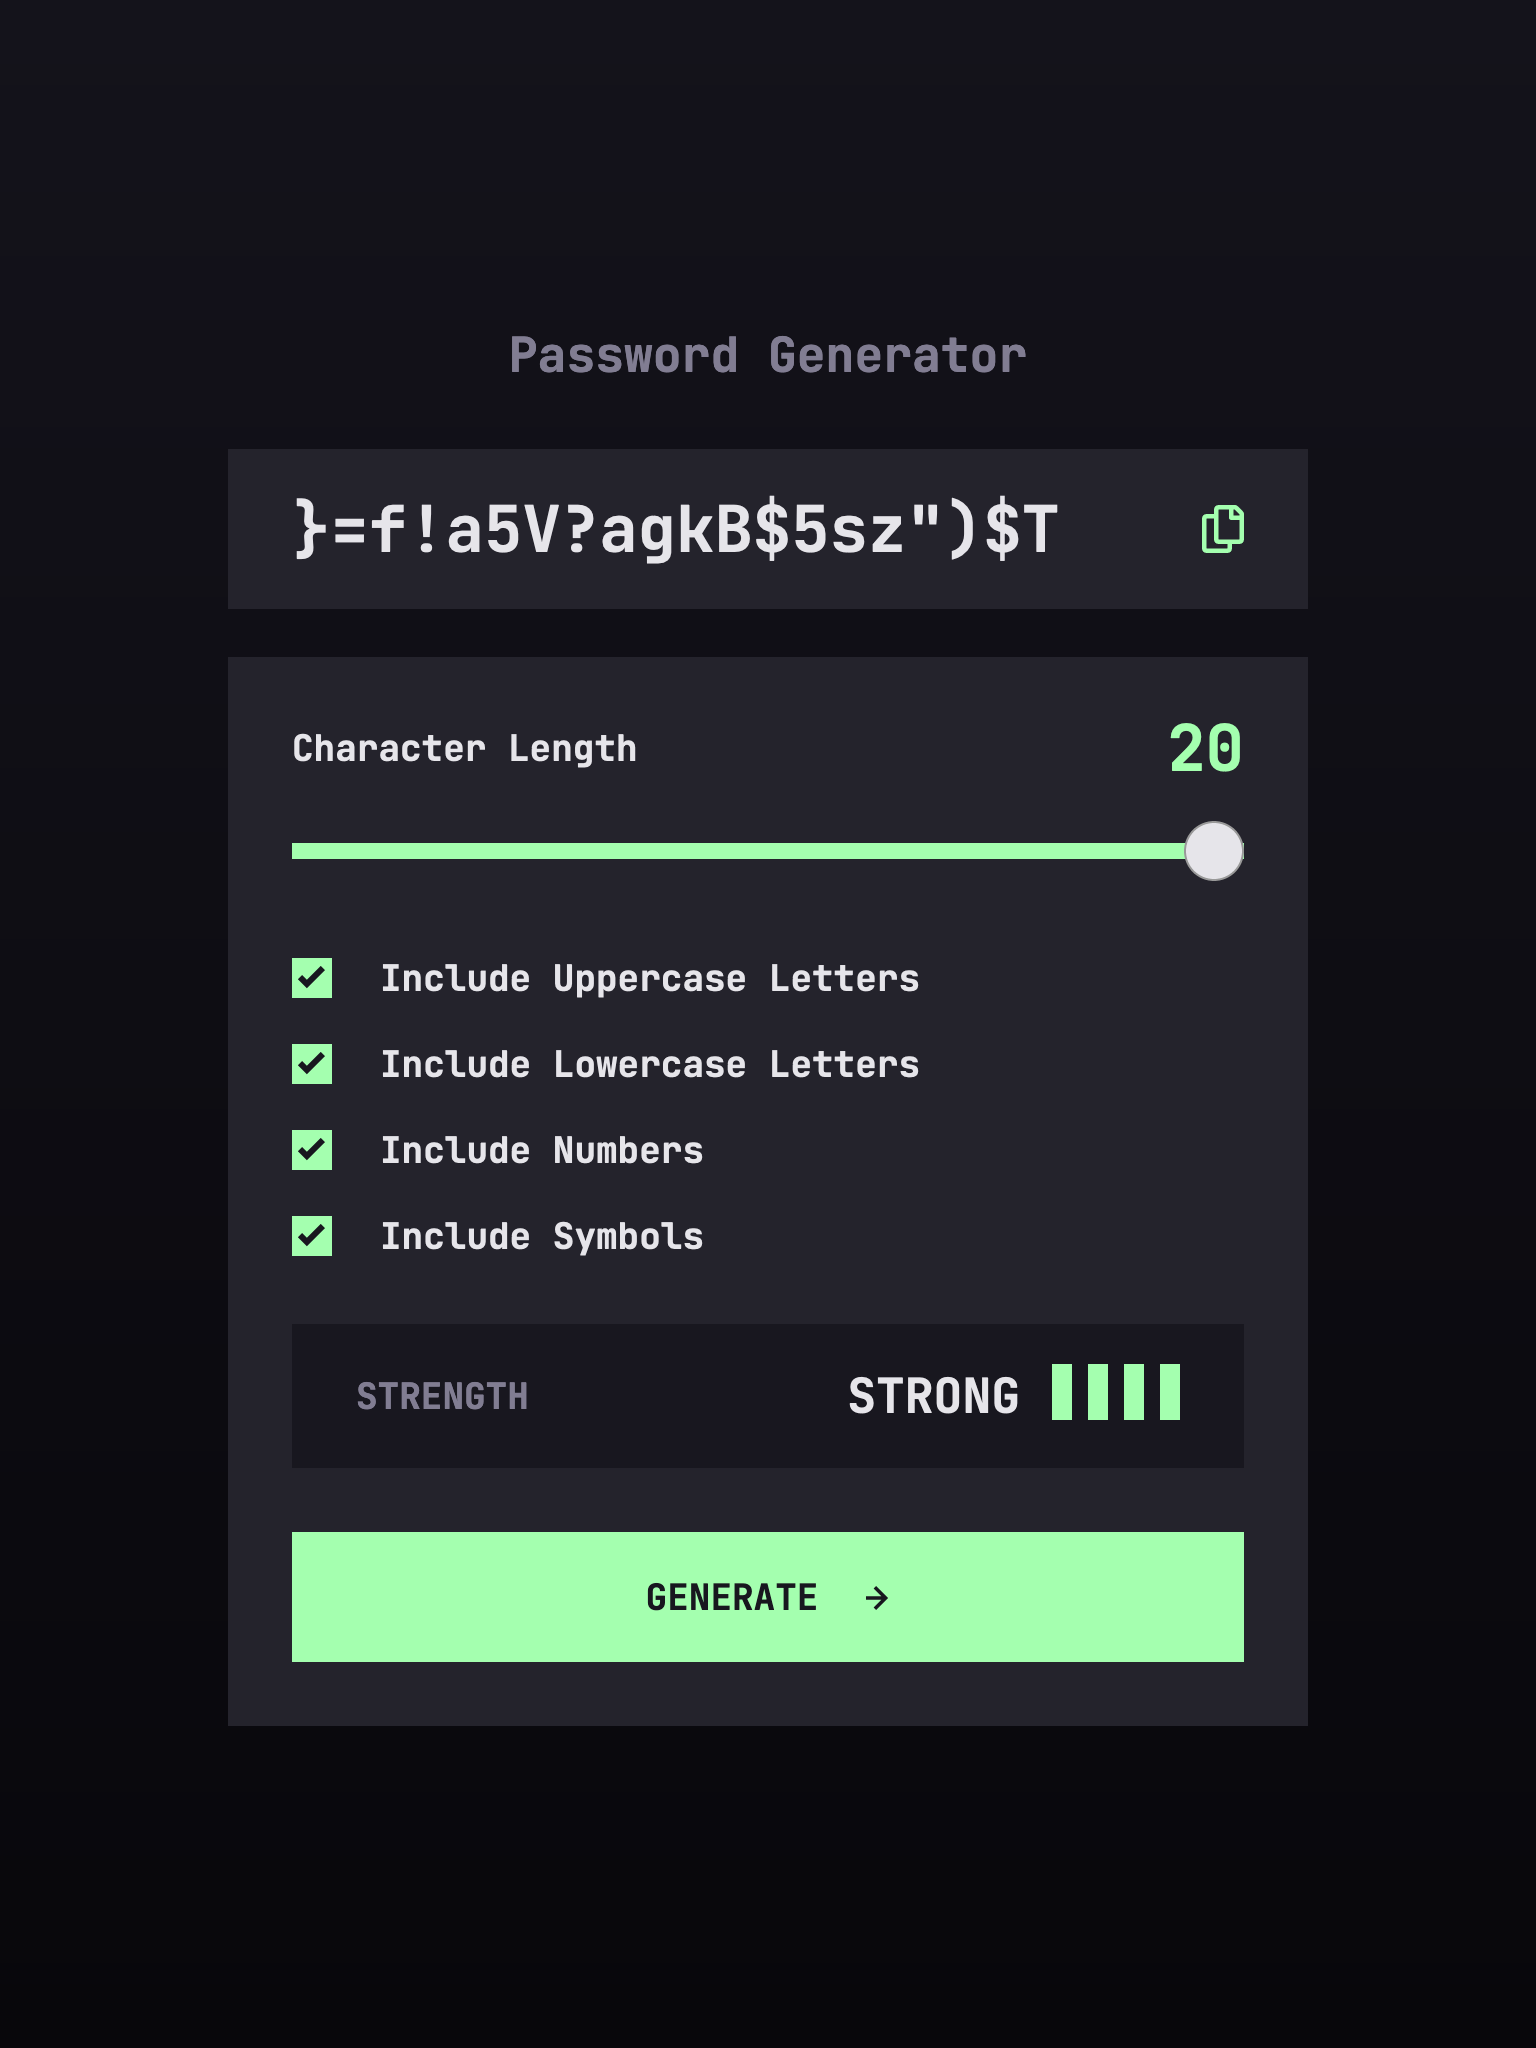 Password Generator
}=f!a5V?agkB$5sz")$T
Character Length 20
Include Uppercase Letters
Include Lowercase Letters
Include Numbers
Include Symbols
STRENGTH STRONG
GENERATE →